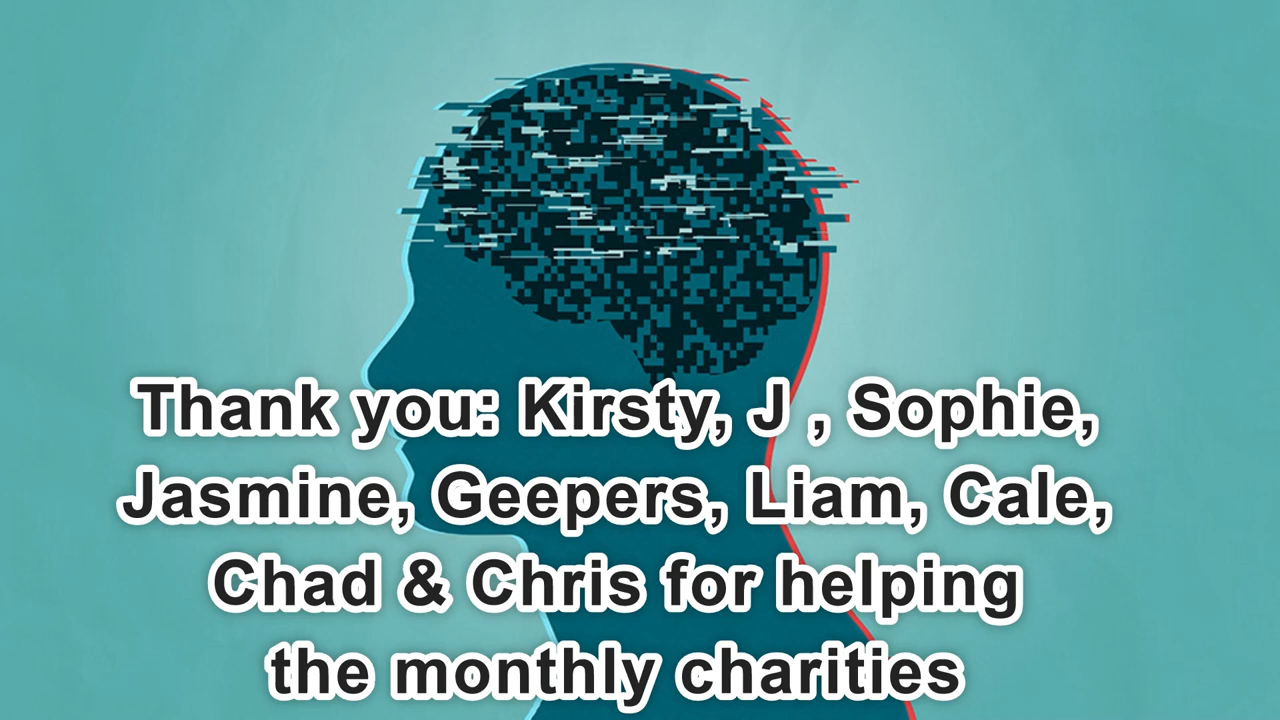 Thank you: Kirsty, J , Sophie,
Jasmine, Geepers, Liam, Cale,
Chad & Chris for helping
the monthly charities